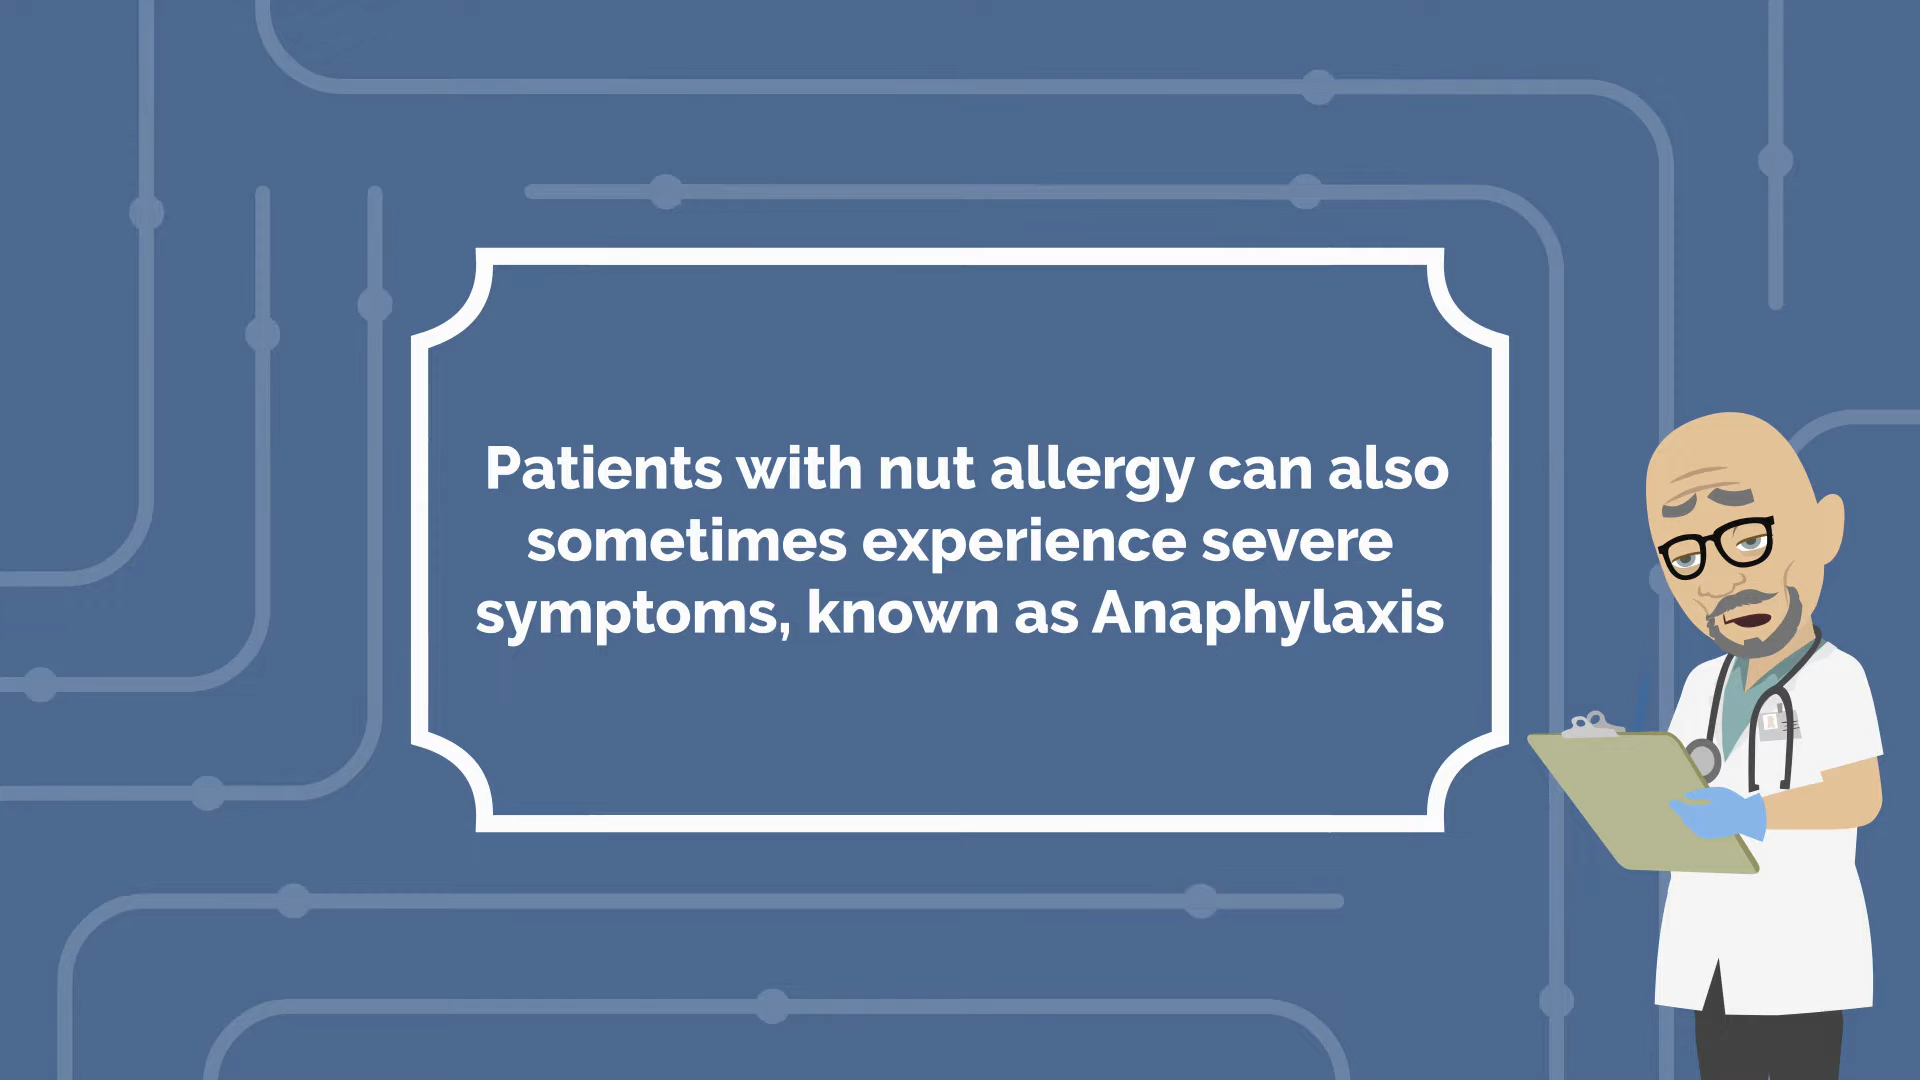 Patients with nut allergy can also
sometimes experience severe
symptoms, known as Anaphylaxis